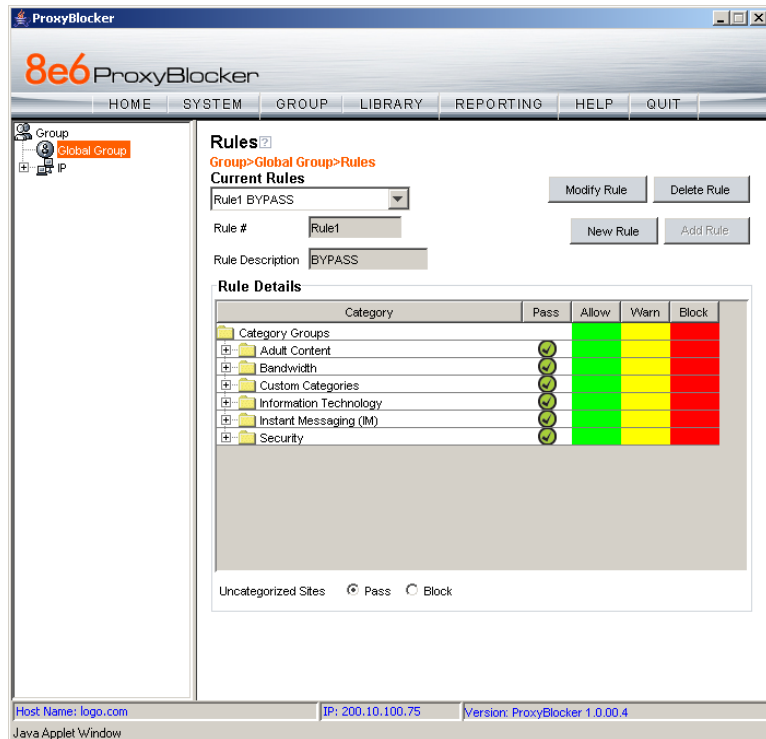 ProxyBlocker
8e6 ProxyBlocker
HOME SYSTEM GROUP LIBRARY REPORTING HELP QUIT
Group
Global Group
IP
Rules?
Group>Global Group>Rules
Current Rules
Rule1 BYPASS
Modify Rule Delete Rule
Rule # Rule1
New Rule Add Rule
Rule Description BYPASS
Rule Details
Category Pass Allow Warn Block
Category Groups
Adult Content
Bandwidth
Custom Categories
Information Technology
Instant Messaging (IM)
Security
Uncategorized Sites Pass Block
Host Name: logo.com IP: 200.10.100.75 Version: ProxyBlocker 1.0.00.4
Java Applet Window